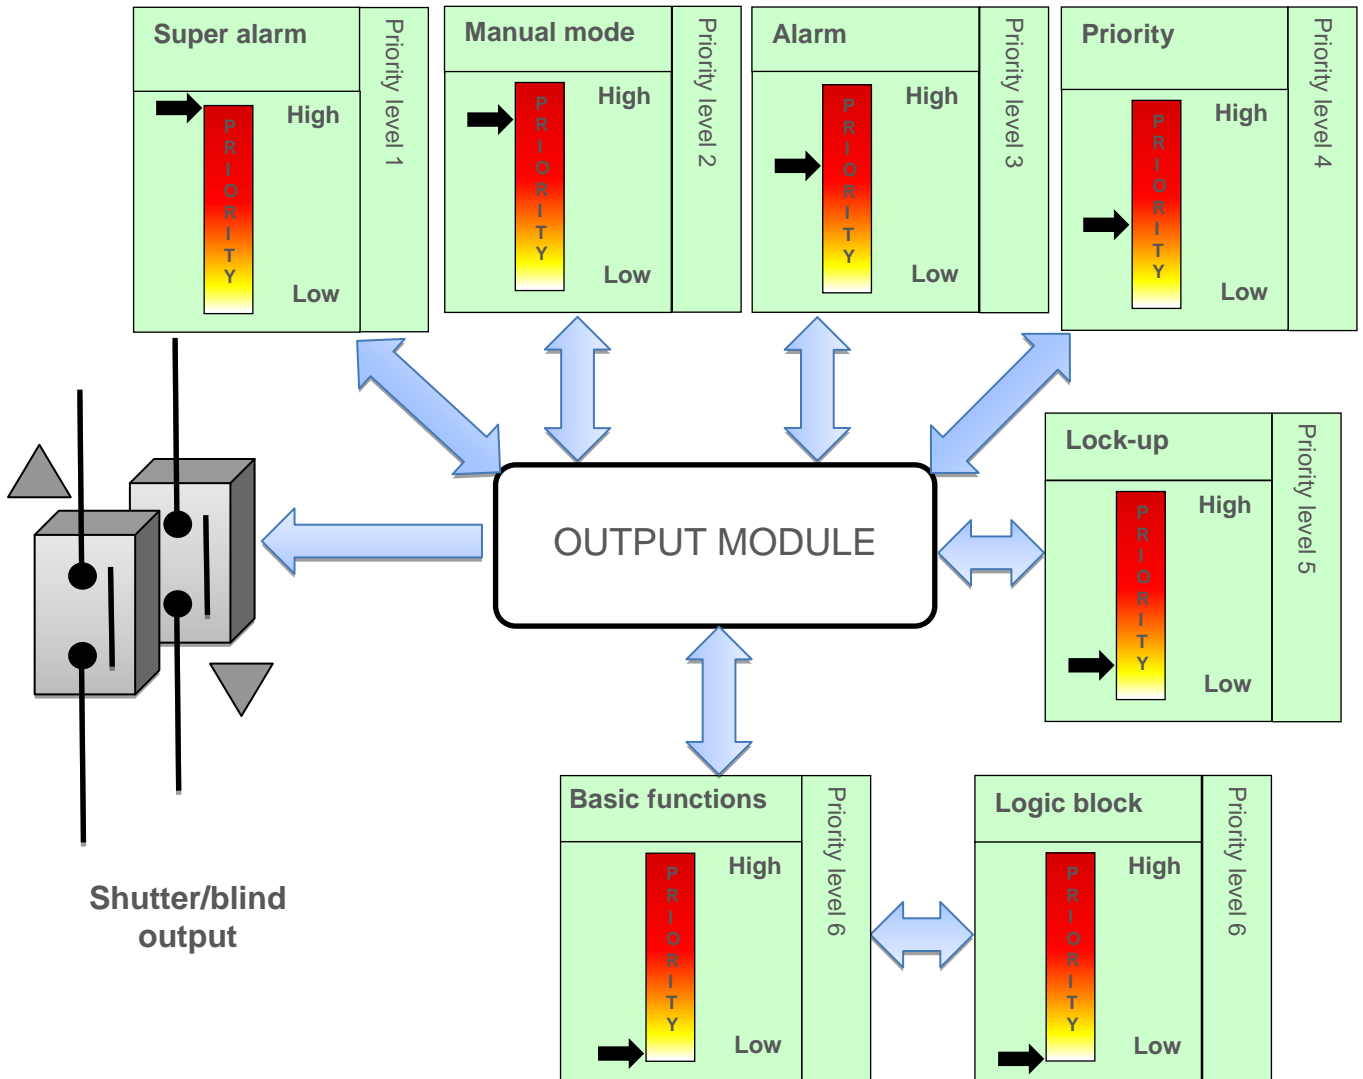 Super alarm
Priority level 1
PRIORITY
High
Low
Manual mode
Priority level 2
PRIORITY
High
Low
Alarm
Priority level 3
PRIORITY
High
Low
Priority
Priority level 4
PRIORITY
High
Low
Lock-up
Priority level 5
PRIORITY
High
Low
OUTPUT MODULE
Basic functions
Priority level 6
PRIORITY
High
Low
Logic block
Priority level 6
PRIORITY
High
Low
Shutter/blind
output